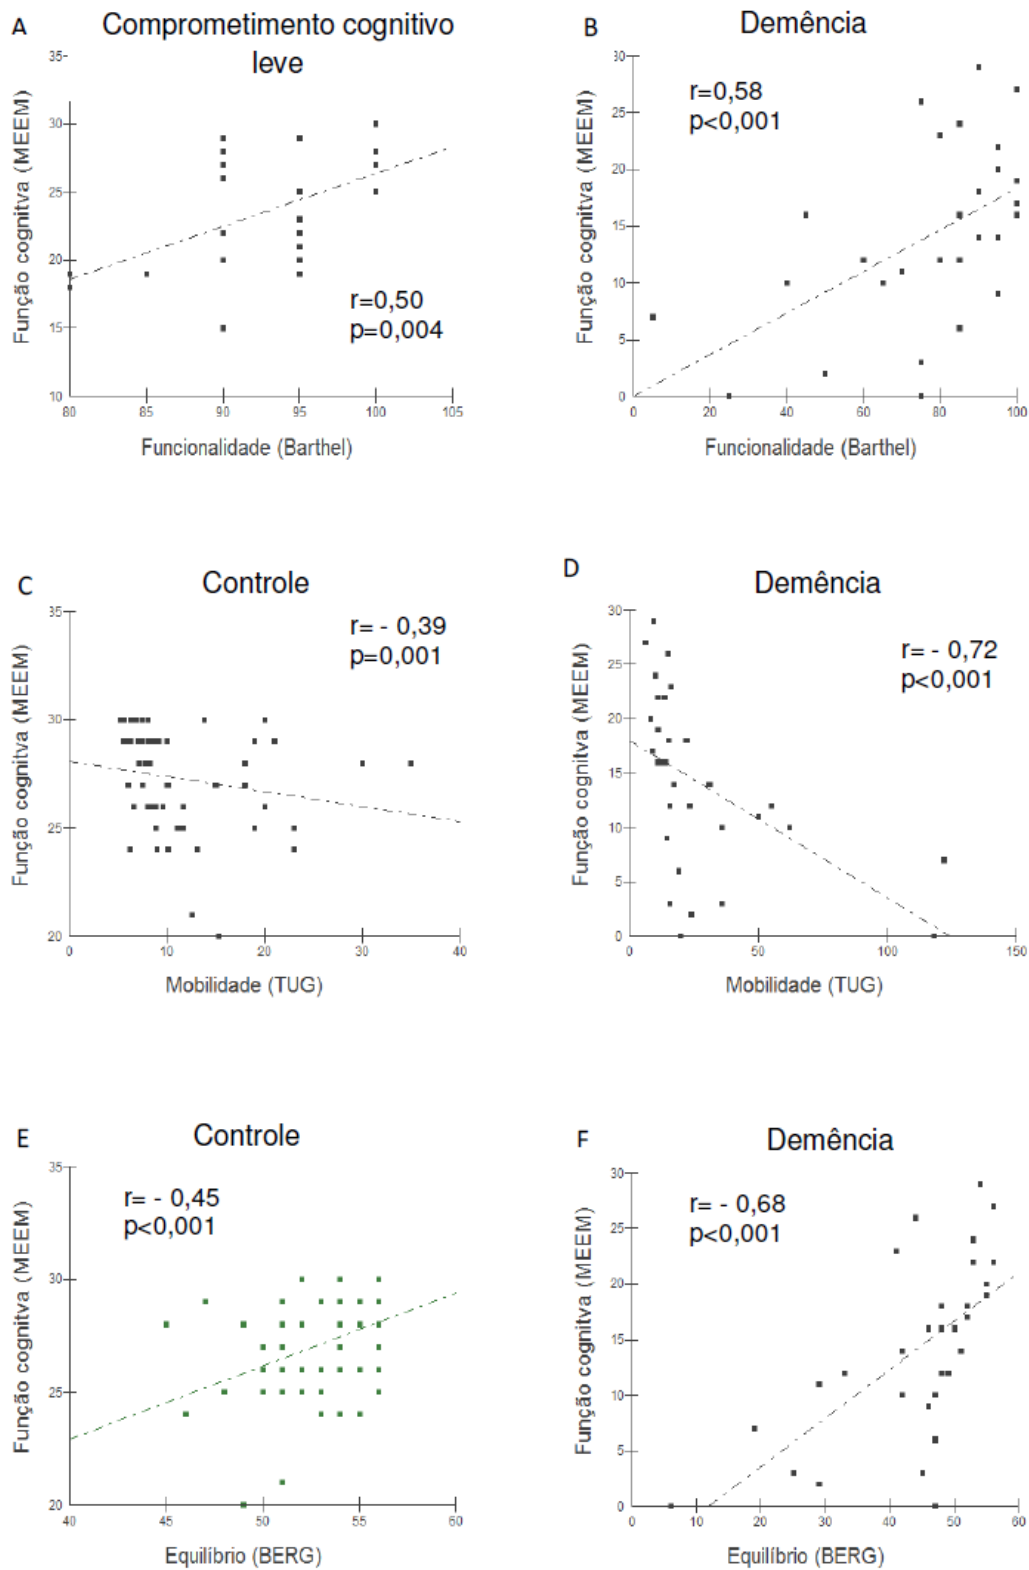 A
Comprometimento cognitivo
leve
35
30
25
20
15
10
Função cognitva (MEEM)
r=0,50
p=0,004
80 85 90 95 100 105
Funcionalidade (Barthel)
B
Demência
30
25
20
15
10
5
0
Função cognitva (MEEM)
r=0,58
p<0,001
0 20 40 60 80 100
Funcionalidade (Barthel)
C
Controle
35
30
25
20
Função cognitva (MEEM)
r= - 0,39
p=0,001
0 10 20 30 40
Mobilidade (TUG)
D
Demência
30
25
20
15
10
5
0
Função cognitva (MEEM)
r= - 0,72
p<0,001
0 50 100 150
Mobilidade (TUG)
E
Controle
35
30
25
20
Função cognitva (MEEM)
r= - 0,45
p<0,001
40 45 50 55 60
Equilíbrio (BERG)
F
Demência
30
25
20
15
10
5
0
Função cognitva (MEEM)
r= - 0,68
p<0,001
0 10 20 30 40 50 60
Equilíbrio (BERG)